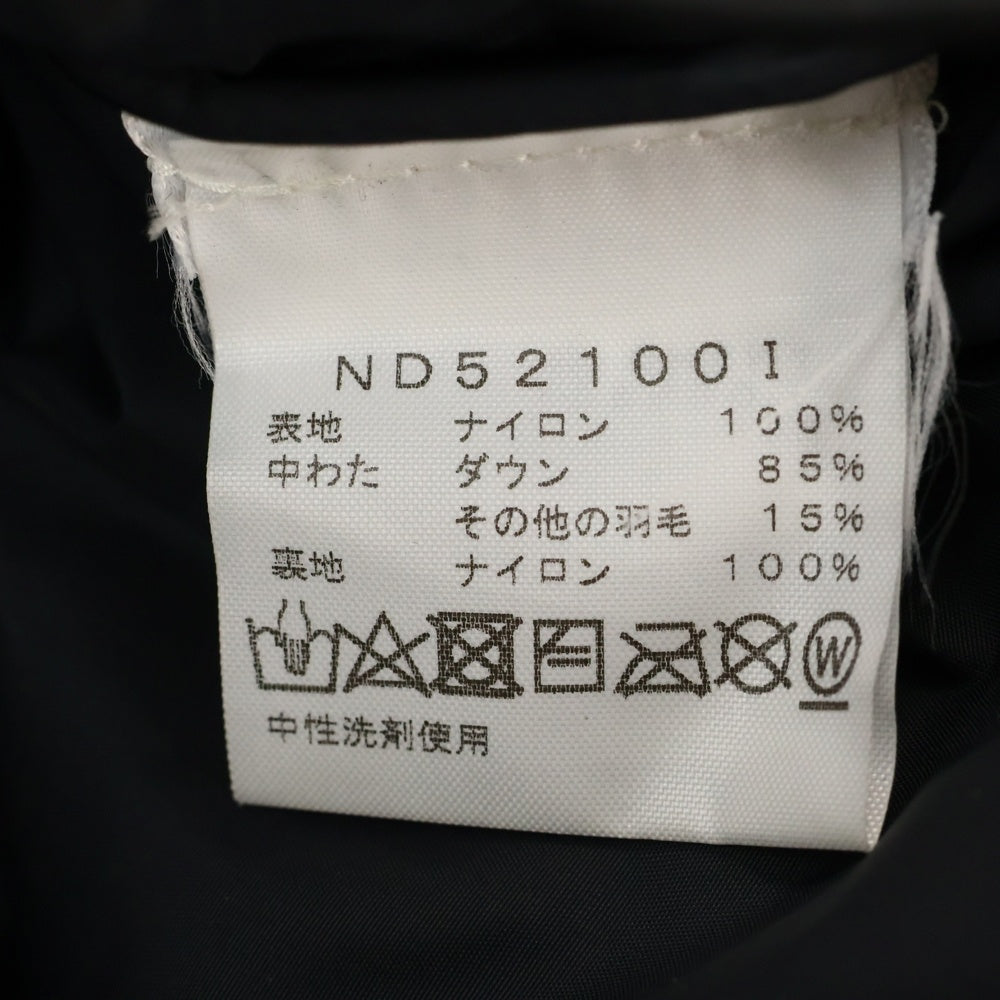 ND52100I
表地 ナイロン 100%
中わた ダウン 85%
その他の羽毛 15%
裏地 ナイロン 100%
W
中性洗剤使用